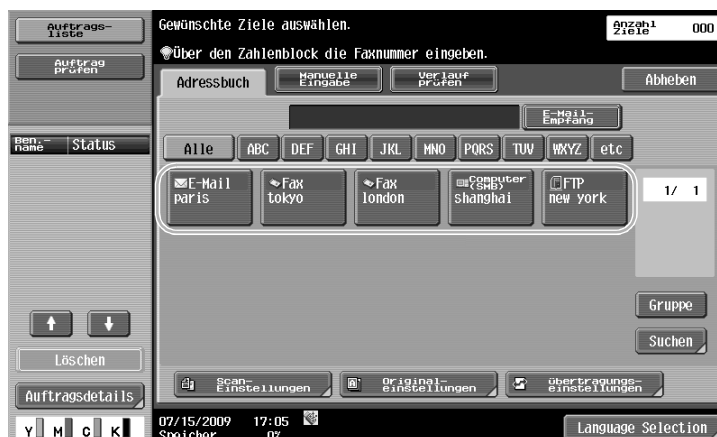 Auftrags-
liste
Auftrag
prüfen
Ben.-
name Status
Löschen
Auftragsdetails
Y M C K
Gewünschte Ziele auswählen.
Anzahl
Ziele 000
Über den Zahlenblock die Faxnummer eingeben.
Adressbuch
Manuelle
Eingabe
Verlauf
prüfen
Abheben
E-Mail-
Empfang
Alle ABC DEF GHI JKL MNO PQRS TUV WXYZ etc
E-Mail
paris
Fax
tokyo
Fax
london
Computer
(SMB)
shanghai
FTP
new york
1/ 1
Gruppe
Suchen
Scan-
Einstellungen
Original-
einstellungen
übertragungs-
einstellungen
07/15/2009 17:05
Speicher 0%
Language Selection